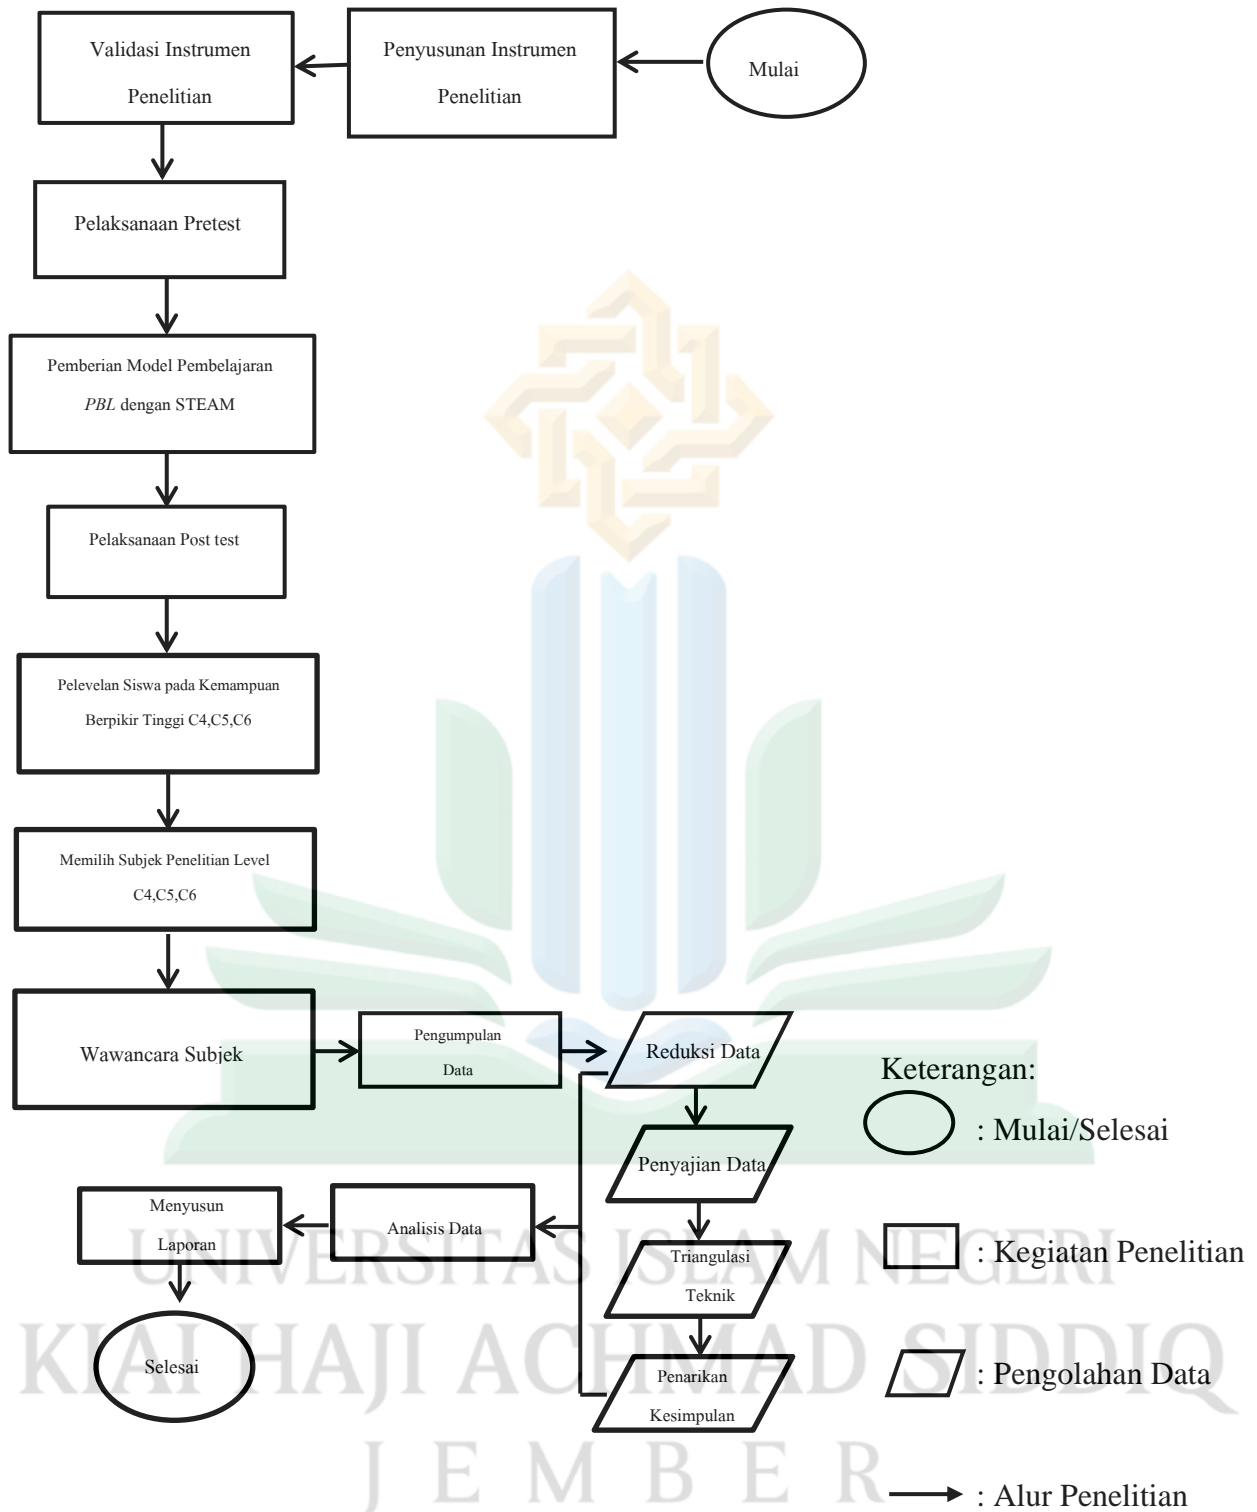 Mulai
Penyusunan Instrumen
Penelitian
Validasi Instrumen
Penelitian
Pelaksanaan Pretest
Pemberian Model Pembelajaran
PBL dengan STEAM
Pelaksanaan Post test
Pelevelan Siswa pada Kemampuan
Berpikir Tinggi C4,C5,C6
Memilih Subjek Penelitian Level
C4,C5,C6
Wawancara Subjek
Pengumpulan
Data
Reduksi Data
Penyajian Data
Triangulasi
Teknik
Penarikan
Kesimpulan
Analisis Data
Menyusun
Laporan
Selesai
Keterangan:
: Mulai/Selesai
: Kegiatan Penelitian
: Pengolahan Data
: Alur Penelitian
UNIVERSITAS ISLAM NEGERI
KIAI HAJI ACHMAD SIDDIQ
JEMBER